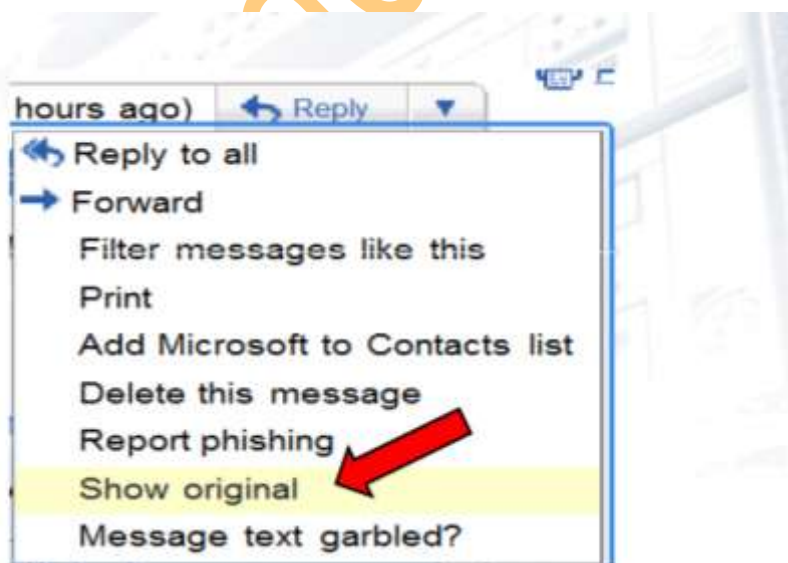 hours ago) Reply
Reply to all
Forward
Filter messages like this
Print
Add Microsoft to Contacts list
Delete this message
Report phishing
Show original
Message text garbled?